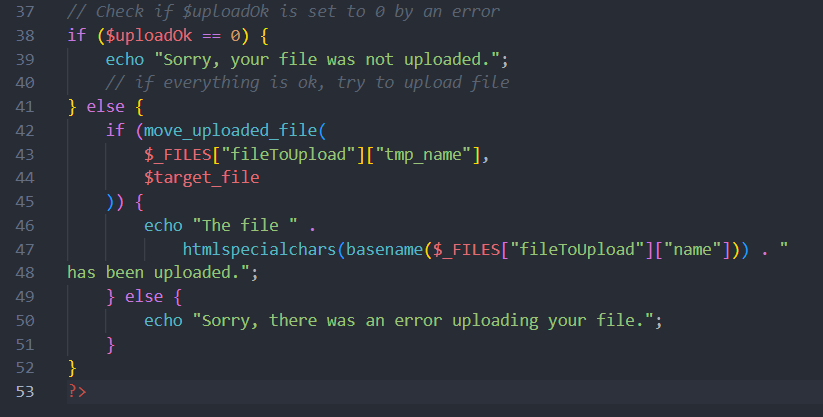 37 // Check if $uploadOk is set to 0 by an error
38 if ($uploadOk == 0) {
39     echo "Sorry, your file was not uploaded.";
40     // if everything is ok, try to upload file
41 } else {
42     if (move_uploaded_file(
43         $_FILES["fileToUpload"]["tmp_name"],
44         $target_file
45     )) {
46         echo "The file " .
47             htmlspecialchars(basename($_FILES["fileToUpload"]["name"])) . "
48 has been uploaded.";
49     } else {
50         echo "Sorry, there was an error uploading your file.";
51     }
52 }
53 ?>